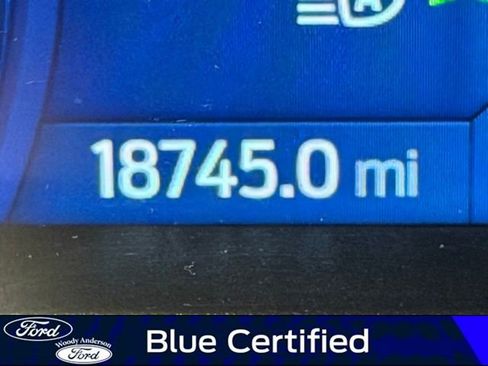 A
18745.0 mi
Ford
Woody Anderson
Ford
Blue Certified